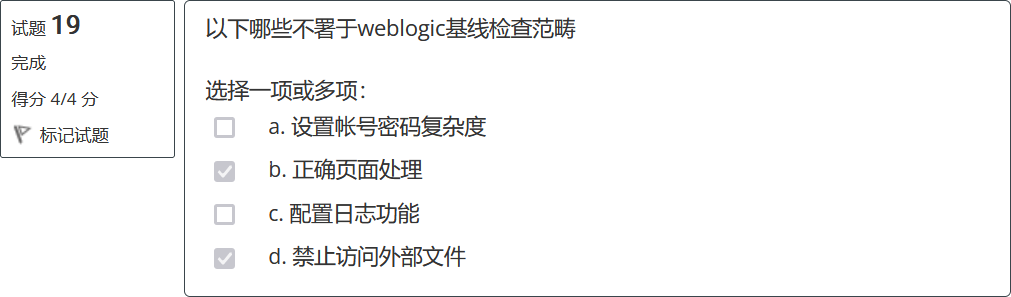 试题 19
完成
得分 4/4 分
标记试题
以下哪些不署于weblogic基线检查范畴
选择一项或多项：
a. 设置帐号密码复杂度
b. 正确页面处理
c. 配置日志功能
d. 禁止访问外部文件